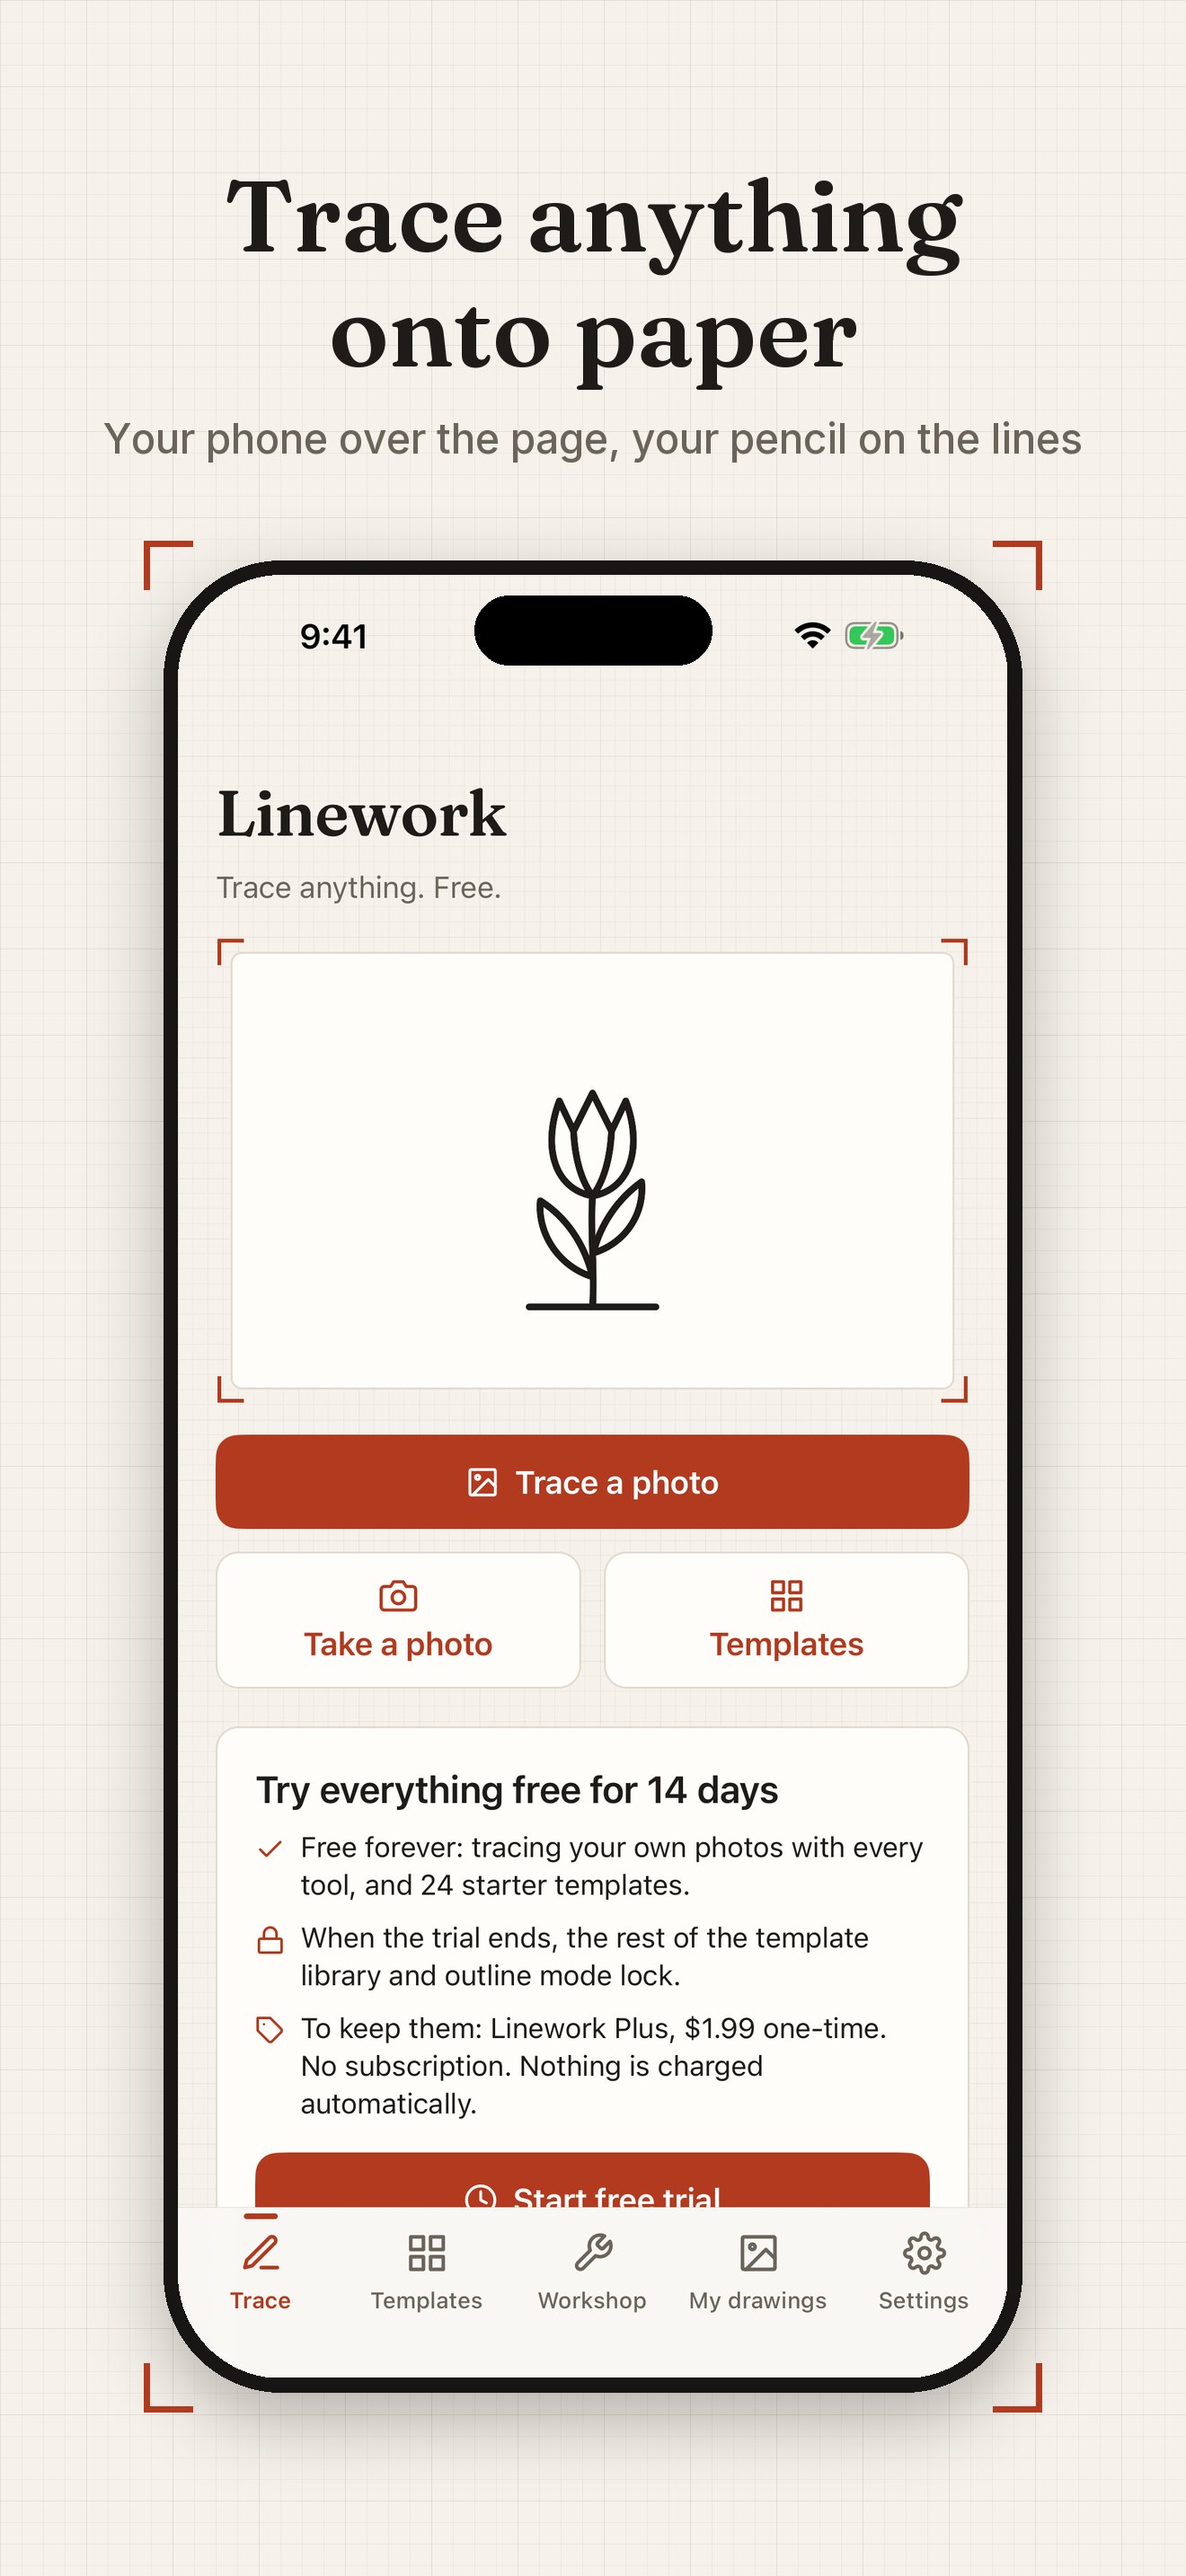 Trace anything
onto paper
Your phone over the page, your pencil on the lines
9:41
Linework
Trace anything. Free.
Trace a photo
Take a photo
Templates
Try everything free for 14 days
Free forever: tracing your own photos with every
tool, and 24 starter templates.
When the trial ends, the rest of the template
library and outline mode lock.
To keep them: Linework Plus, $1.99 one-time.
No subscription. Nothing is charged
automatically.
Start free trial
Trace
Templates
Workshop
My drawings
Settings